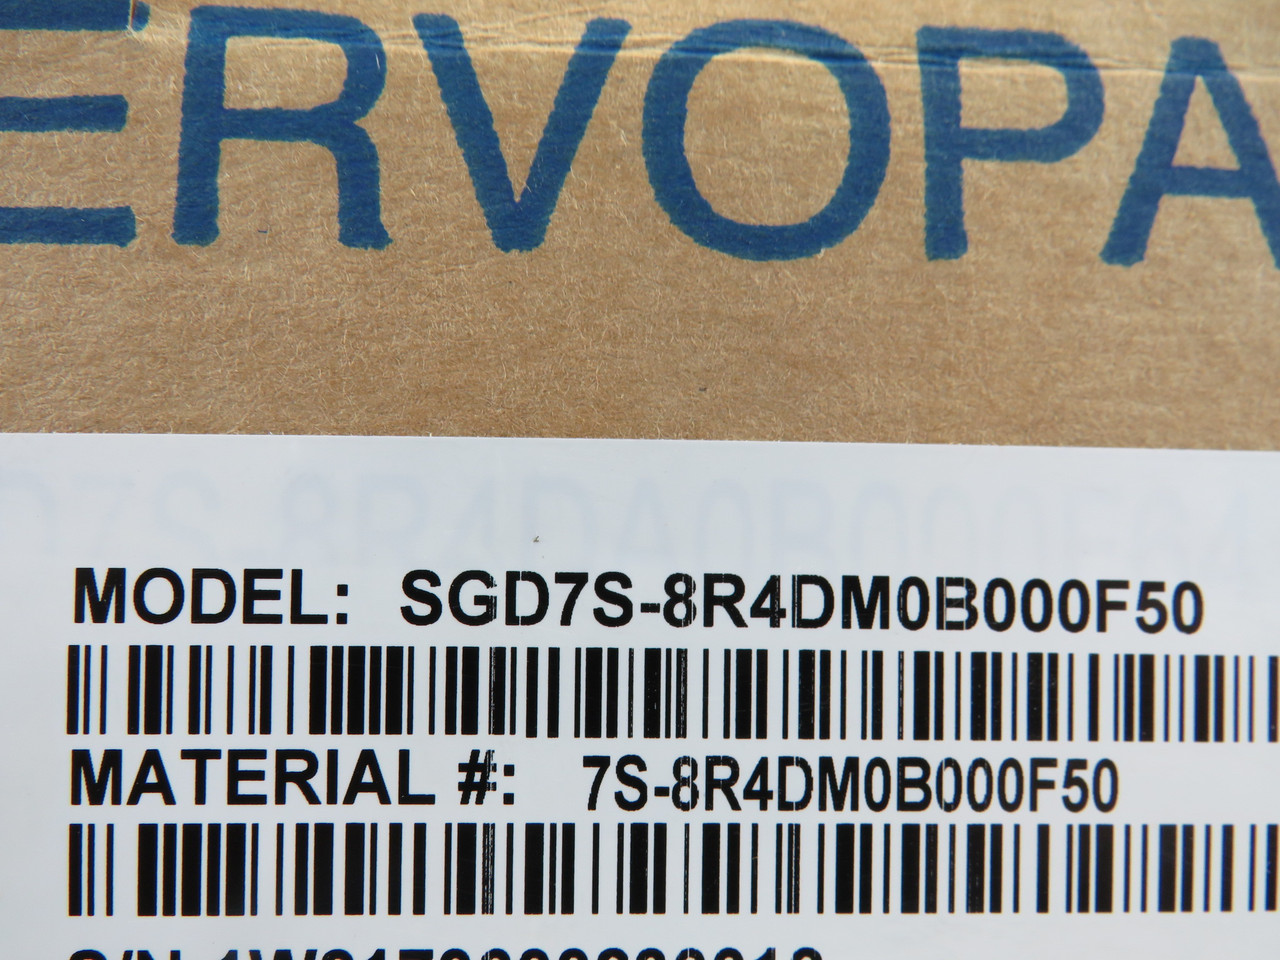 ERVOPA
MODEL: SGD7S-8R4DM0B000F50
MATERIAL #: 7S-8R4DM0B000F50